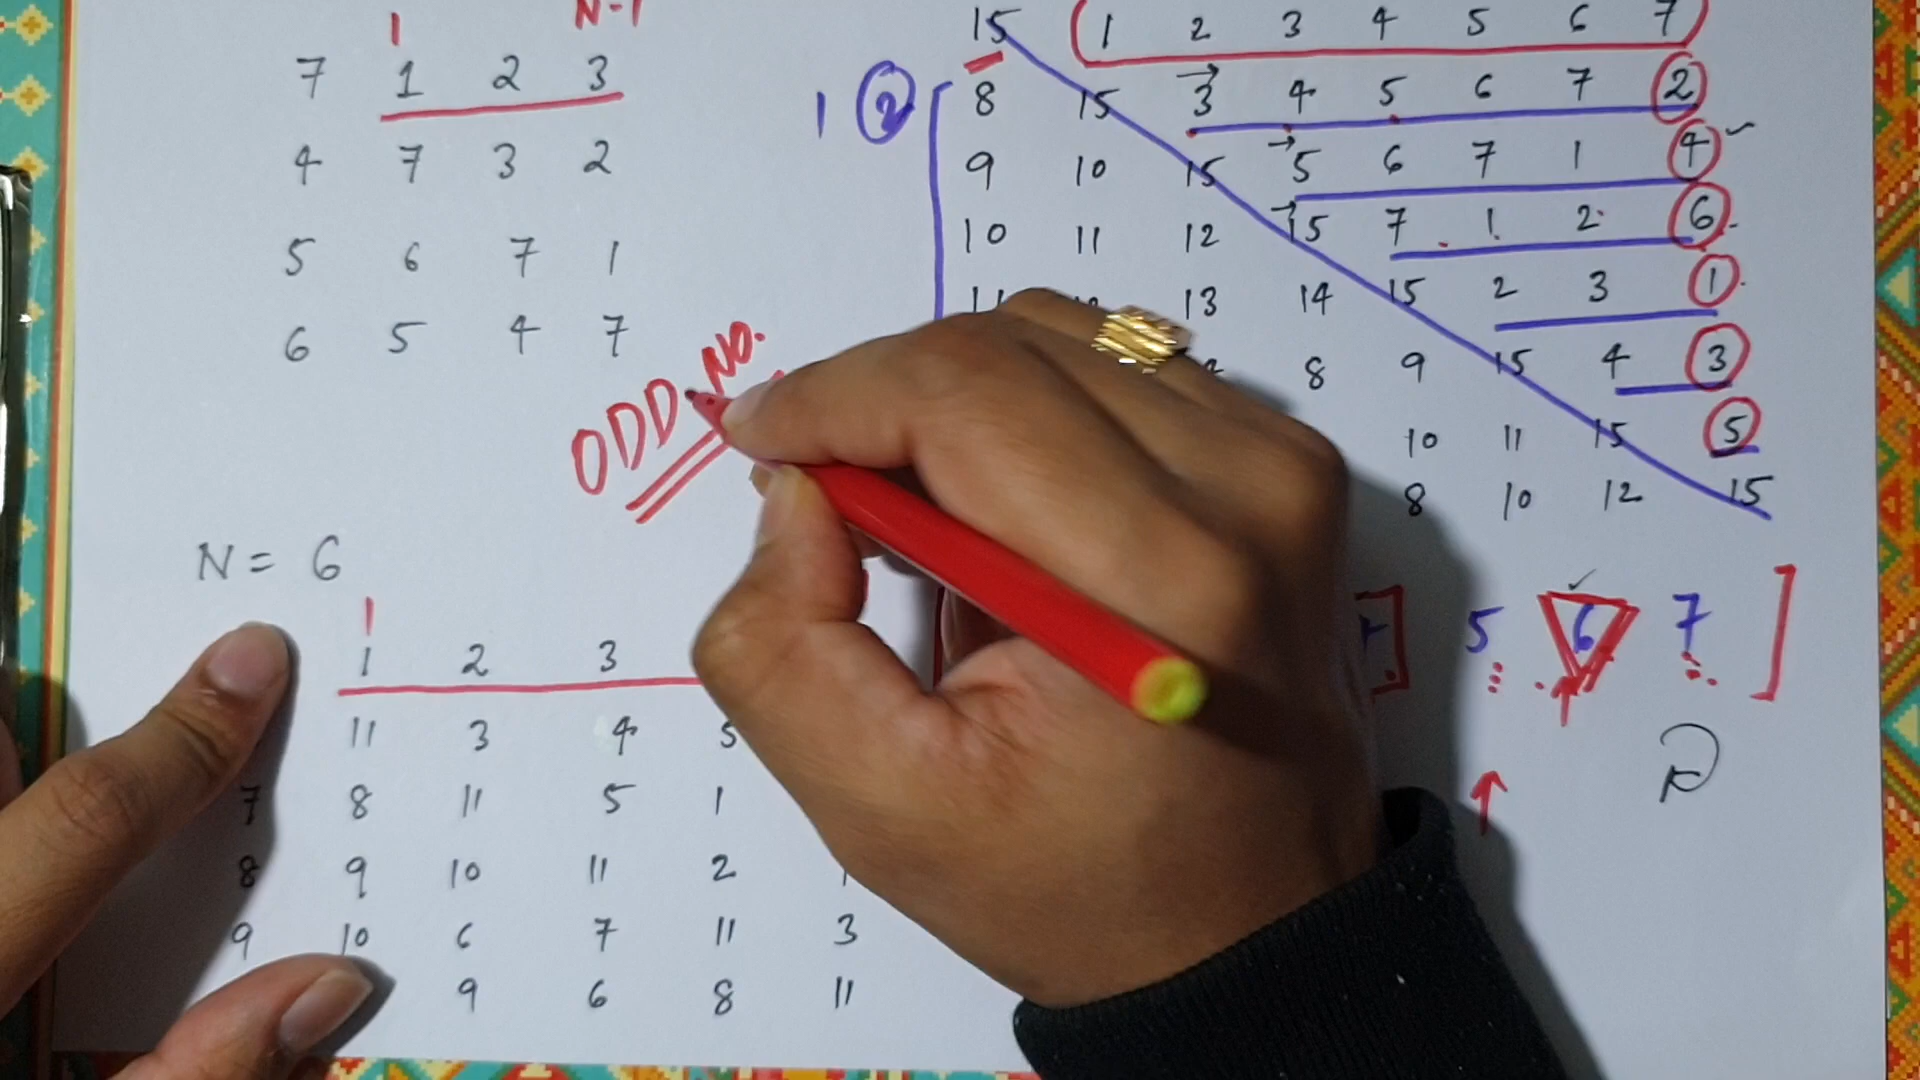 1 N-1
7 1 2 3
4 7 3 2
5 6 7 1
6 5 4 7
ODD NO.
15 1 2 3 4 5 6 7
1 2
8 15 3 4 5 6 7 2
9 10 15 5 6 7 1 4
10 11 12 15 7 1 2 6
13 14 15 2 3 1
8 9 15 4 3
10 11 15 5
8 10 12 15
N = 6
1
1 2 3
11 3 4 5
7 8 11 5 1
8 9 10 11 2
9 10 6 7 11 3
9 6 8 11
5 6 7